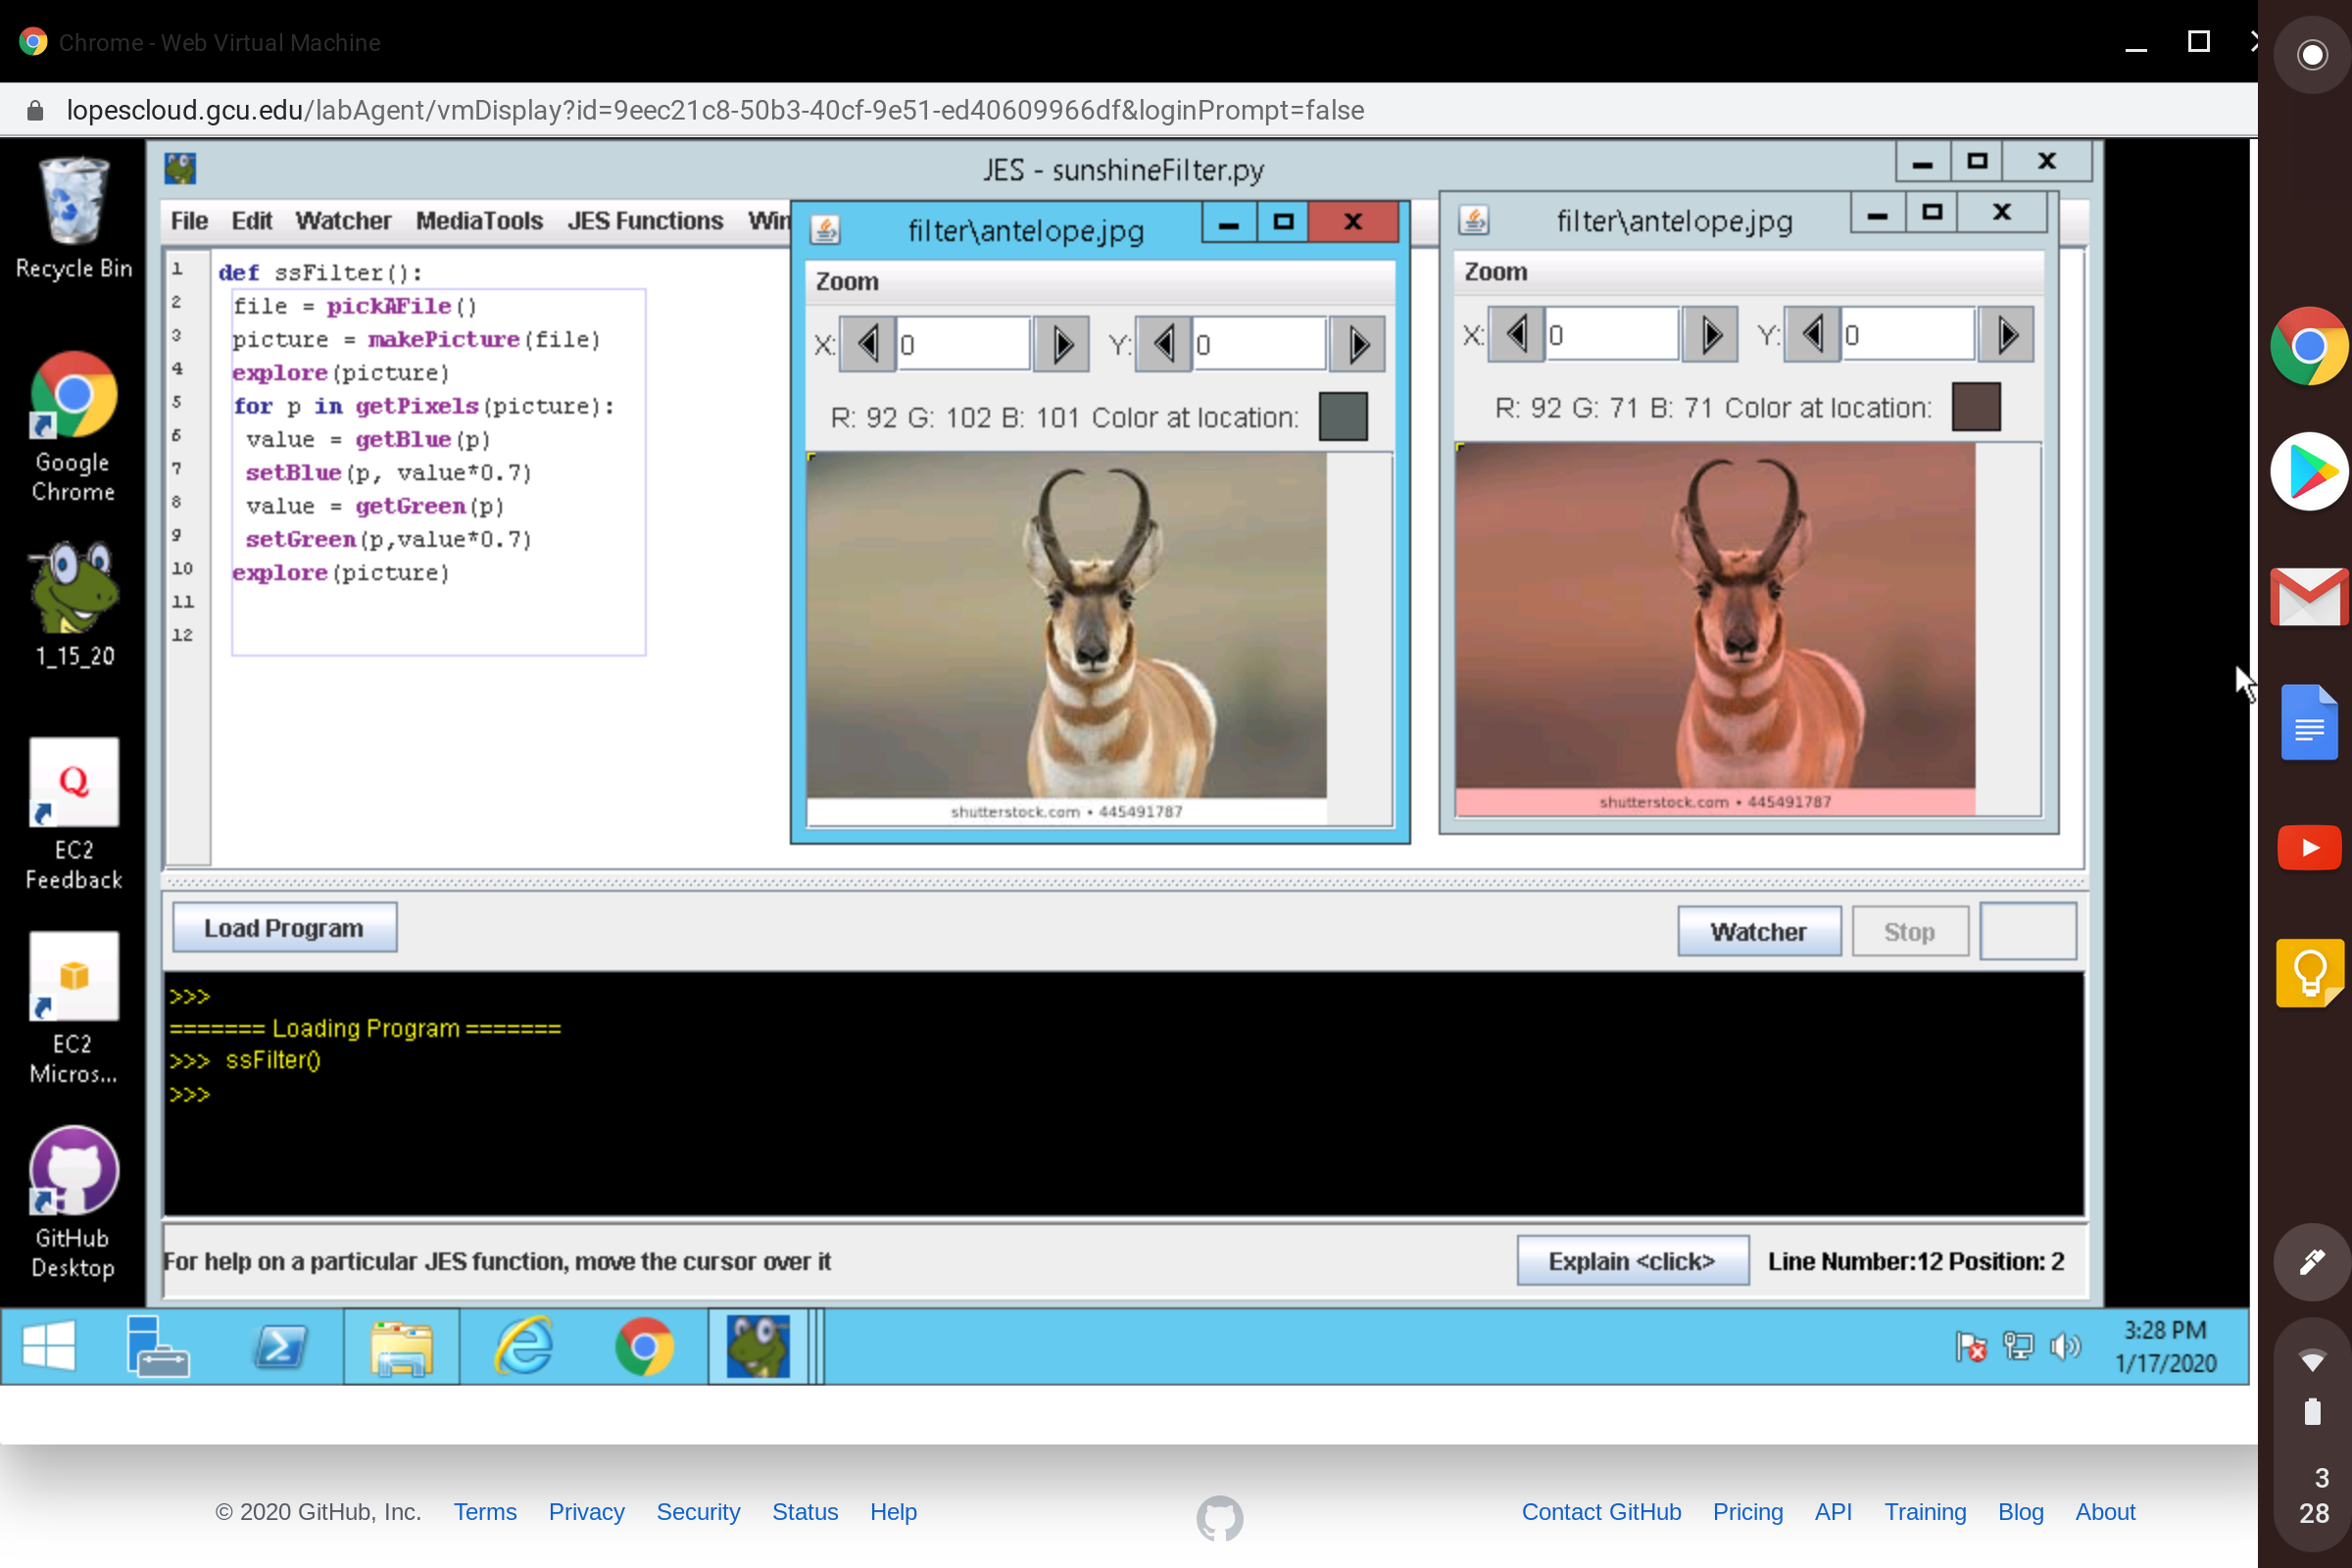 Chrome - Web Virtual Machine
lopescloud.gcu.edu/labAgent/vmDisplay?id=9eec21c8-50b3-40cf-9e51-ed40609966df&loginPrompt=false
Recycle Bin
Google
Chrome
1_15_20
Q
EC2
Feedback
EC2
Micros...
GitHub
Desktop
JES - sunshineFilter.py
File Edit Watcher MediaTools JES Functions Win
1 def ssFilter():
2 file = pickAFile()
3 picture = makePicture(file)
4 explore(picture)
5 for p in getPixels(picture):
6 value = getBlue(p)
7 setBlue(p, value*0.7)
8 value = getGreen(p)
9 setGreen(p,value*0.7)
10 explore(picture)
11
12
filter\antelope.jpg
Zoom
X: 0 Y: 0
R: 92 G: 102 B: 101 Color at location:
shutterstock.com • 445491787
filter\antelope.jpg
Zoom
X: 0 Y: 0
R: 92 G: 71 B: 71 Color at location:
shutterstock.com • 445491787
Load Program
Watcher Stop
>>>
======= Loading Program =======
>>> ssFilter()
>>>
For help on a particular JES function, move the cursor over it
Explain <click> Line Number:12 Position: 2
3:28 PM
1/17/2020
© 2020 GitHub, Inc. Terms Privacy Security Status Help
Contact GitHub Pricing API Training Blog About
3
28